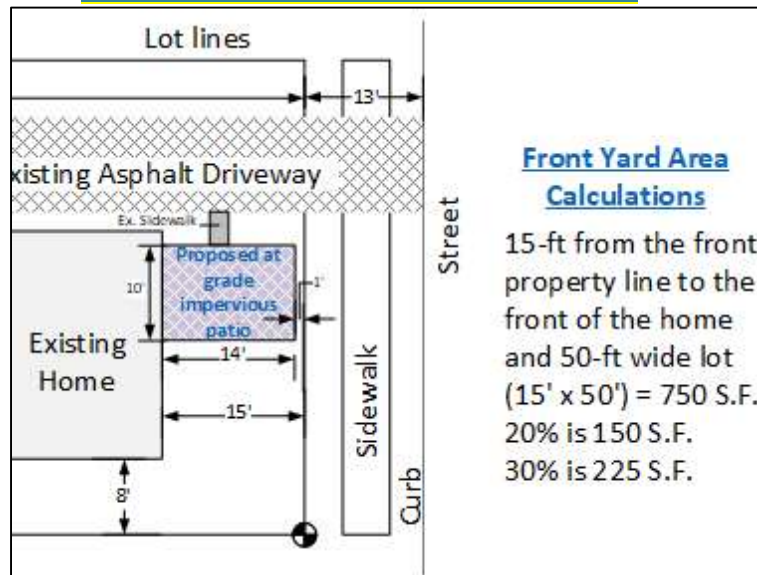 Lot lines
13'
xisting Asphalt Driveway
Ex. Sidewalk
Proposed at
grade
impervious
patio
10'
1'
14'
15'
Existing
Home
8'
Sidewalk
Curb
Street
Front Yard Area
Calculations
15-ft from the front
property line to the
front of the home
and 50-ft wide lot
(15' x 50') = 750 S.F.
20% is 150 S.F.
30% is 225 S.F.